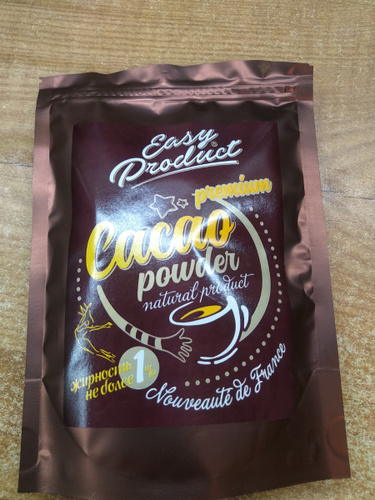 Easy
Product®
premium
Cacao
powder
natural product
жирность
не более
1%
Nouveauté de France